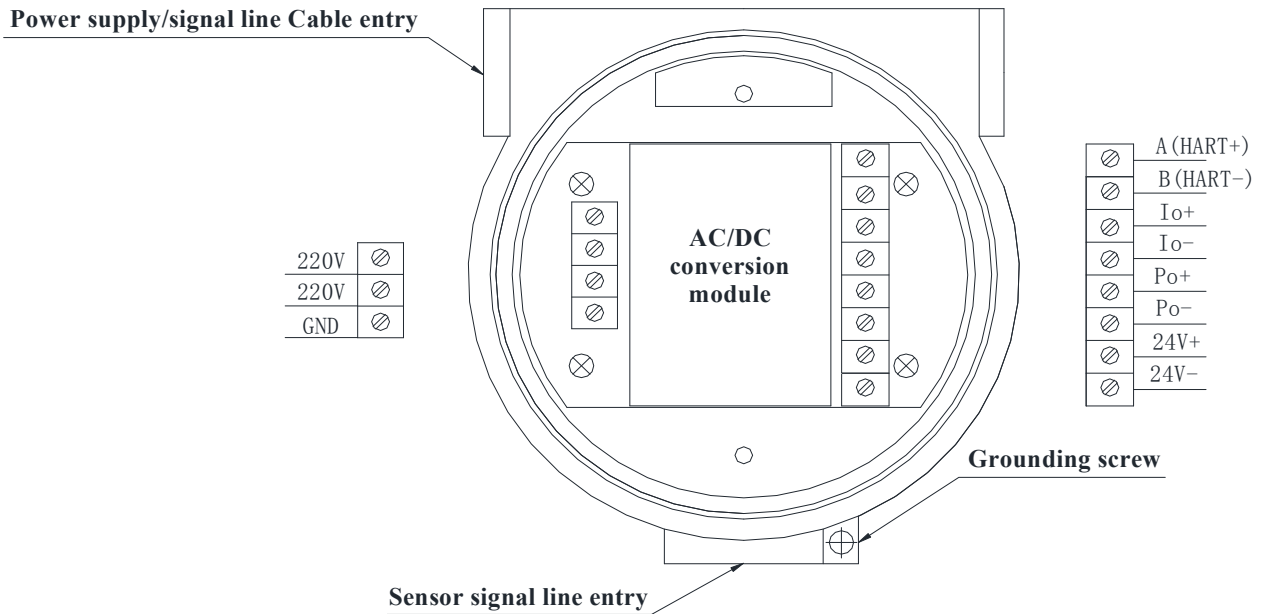 Power supply/signal line Cable entry
220V
220V
GND
AC/DC
conversion
module
A(HART+)
B(HART-)
Io+
Io-
Po+
Po-
24V+
24V-
Grounding screw
Sensor signal line entry